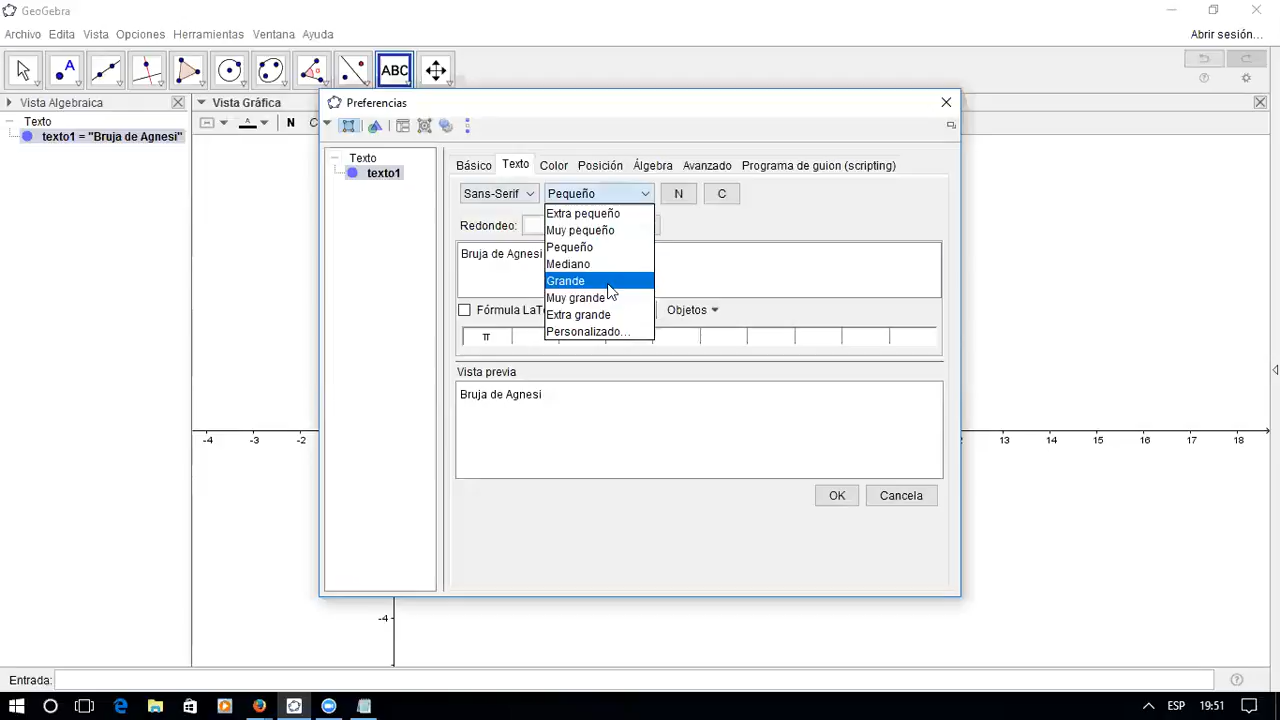 GeoGebra
Archivo Edita Vista Opciones Herramientas Ventana Ayuda
Abrir sesión...
ABC
Vista Algebraica
Vista Gráfica
Texto
texto1 = "Bruja de Agnesi"
A N C
Preferencias
Texto
texto1
Básico Texto Color Posición Álgebra Avanzado Programa de guion (scripting)
Sans-Serif Pequeño N C
Extra pequeño
Muy pequeño
Pequeño
Mediano
Grande
Muy grande
Extra grande
Personalizado...
Redondeo:
Bruja de Agnesi
Objetos
π
Vista previa
Bruja de Agnesi
OK Cancela
-4 -3 -2 13 14 15 16 17 18
-4
Entrada:
ESP 19:51